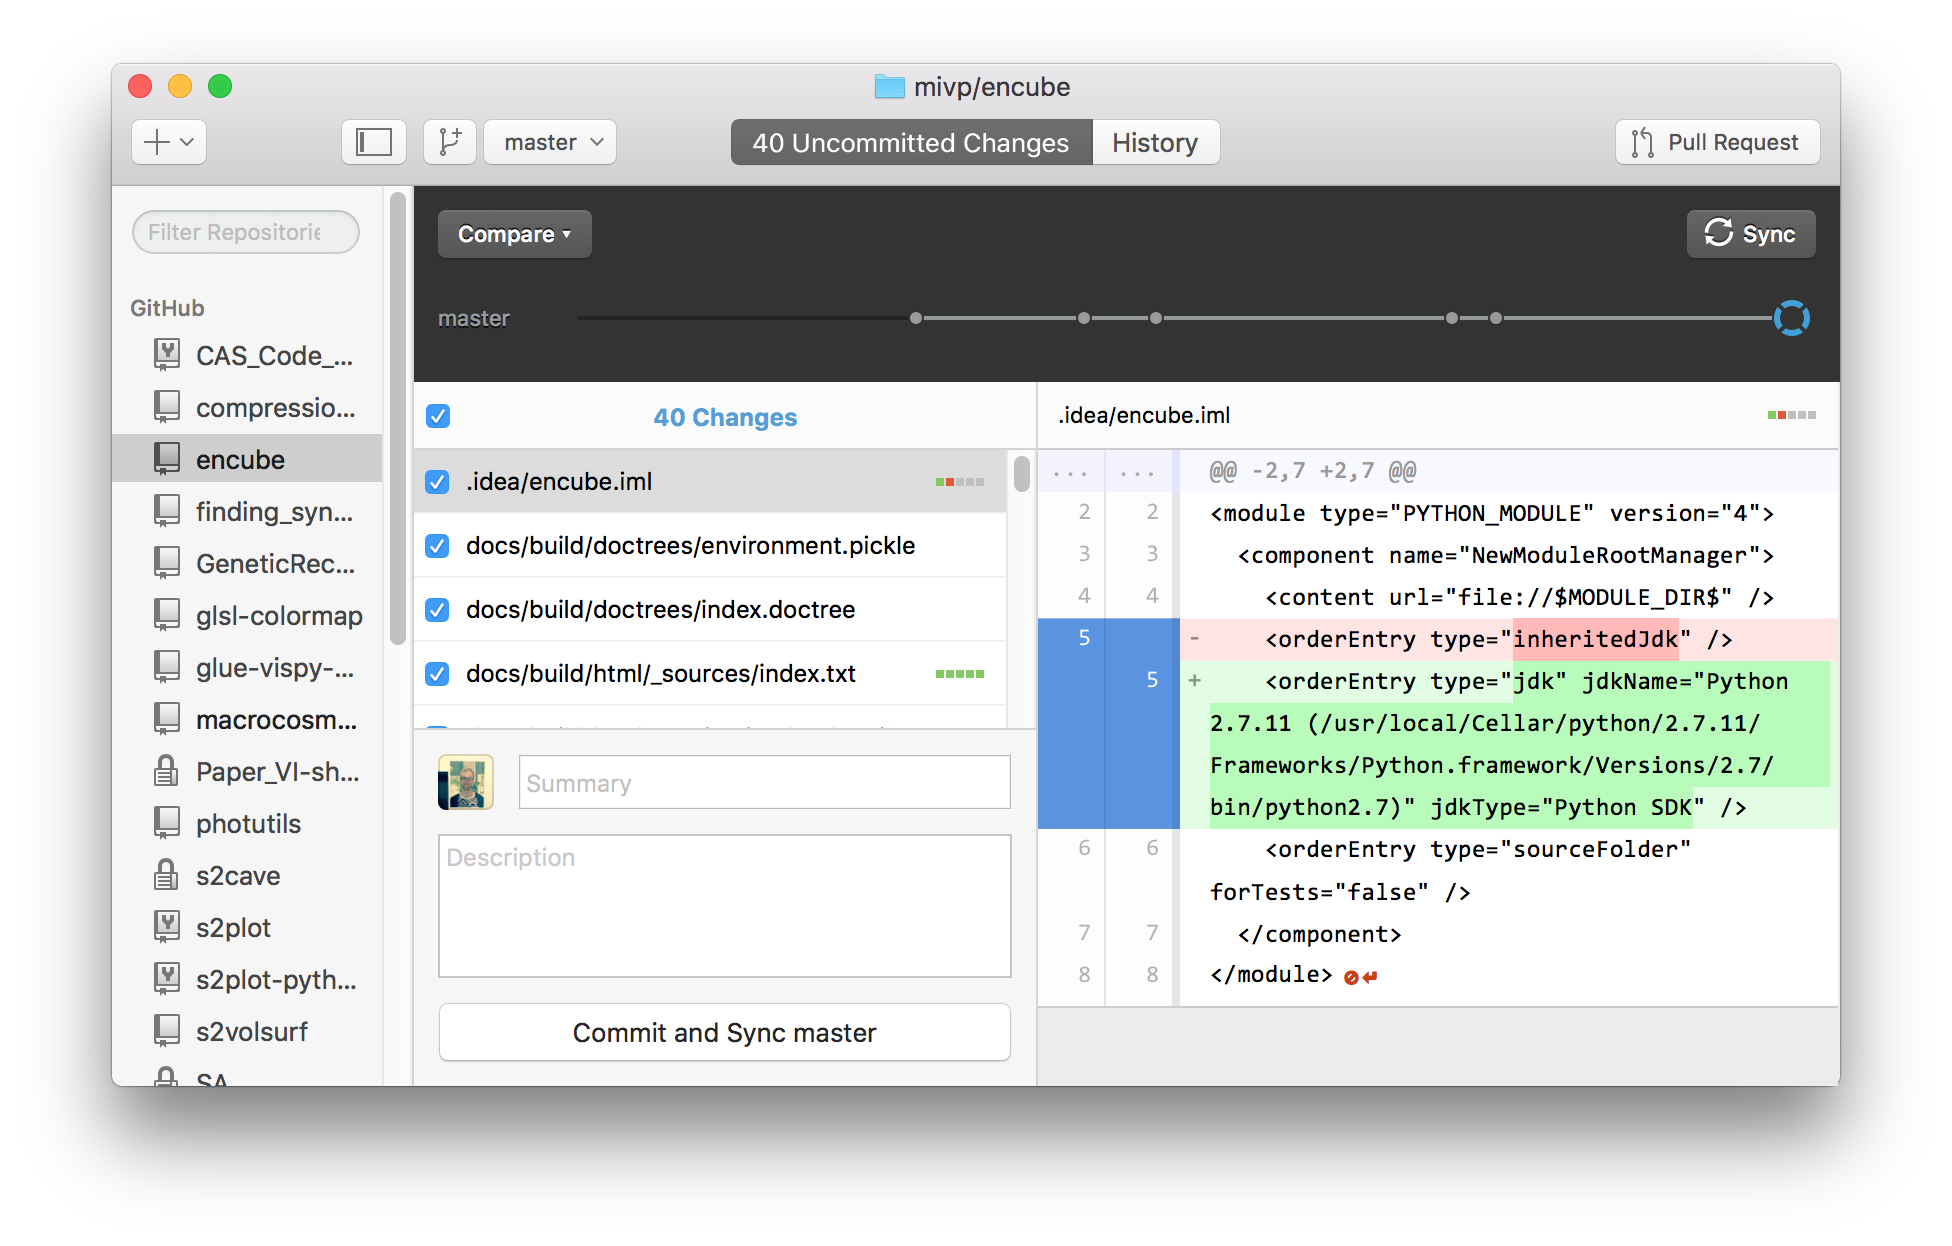 mivp/encube
master
40 Uncommitted Changes
History
Pull Request
Filter Repositorie
GitHub
CAS_Code_...
compressio...
encube
finding_syn...
GeneticRec...
glsl-colormap
glue-vispy-...
macrocosm...
Paper_VI-sh...
photutils
s2cave
s2plot
s2plot-pyth...
s2volsurf
SA
Compare
Sync
master
40 Changes
.idea/encube.iml
docs/build/doctrees/environment.pickle
docs/build/doctrees/index.doctree
docs/build/html/_sources/index.txt
Summary
Description
Commit and Sync master
.idea/encube.iml
... ... @@ -2,7 +2,7 @@
2 2 <module type="PYTHON_MODULE" version="4">
3 3 <component name="NewModuleRootManager">
4 4 <content url="file://$MODULE_DIR$" />
5 - <orderEntry type="inheritedJdk" />
5 + <orderEntry type="jdk" jdkName="Python
2.7.11 (/usr/local/Cellar/python/2.7.11/
Frameworks/Python.framework/Versions/2.7/
bin/python2.7)" jdkType="Python SDK" />
6 6 <orderEntry type="sourceFolder"
forTests="false" />
7 7 </component>
8 8 </module>